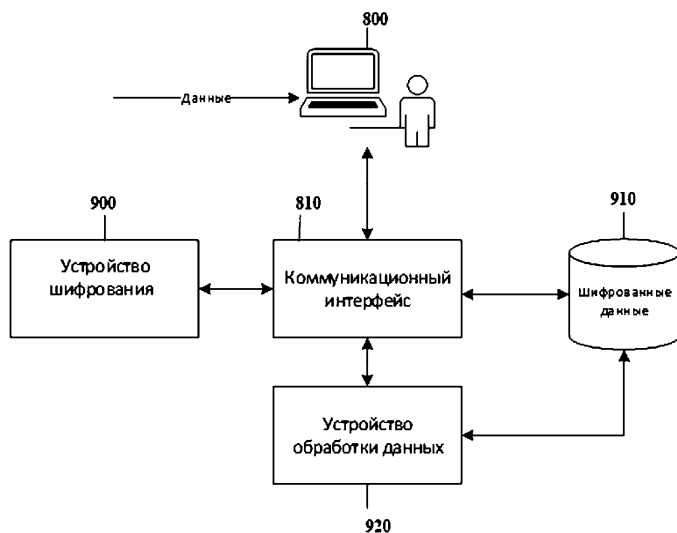 800
Данные
900
810
910
Устройство
шифрования
Коммуникационный
интерфейс
Шифрованные
данные
Устройство
обработки данных
920